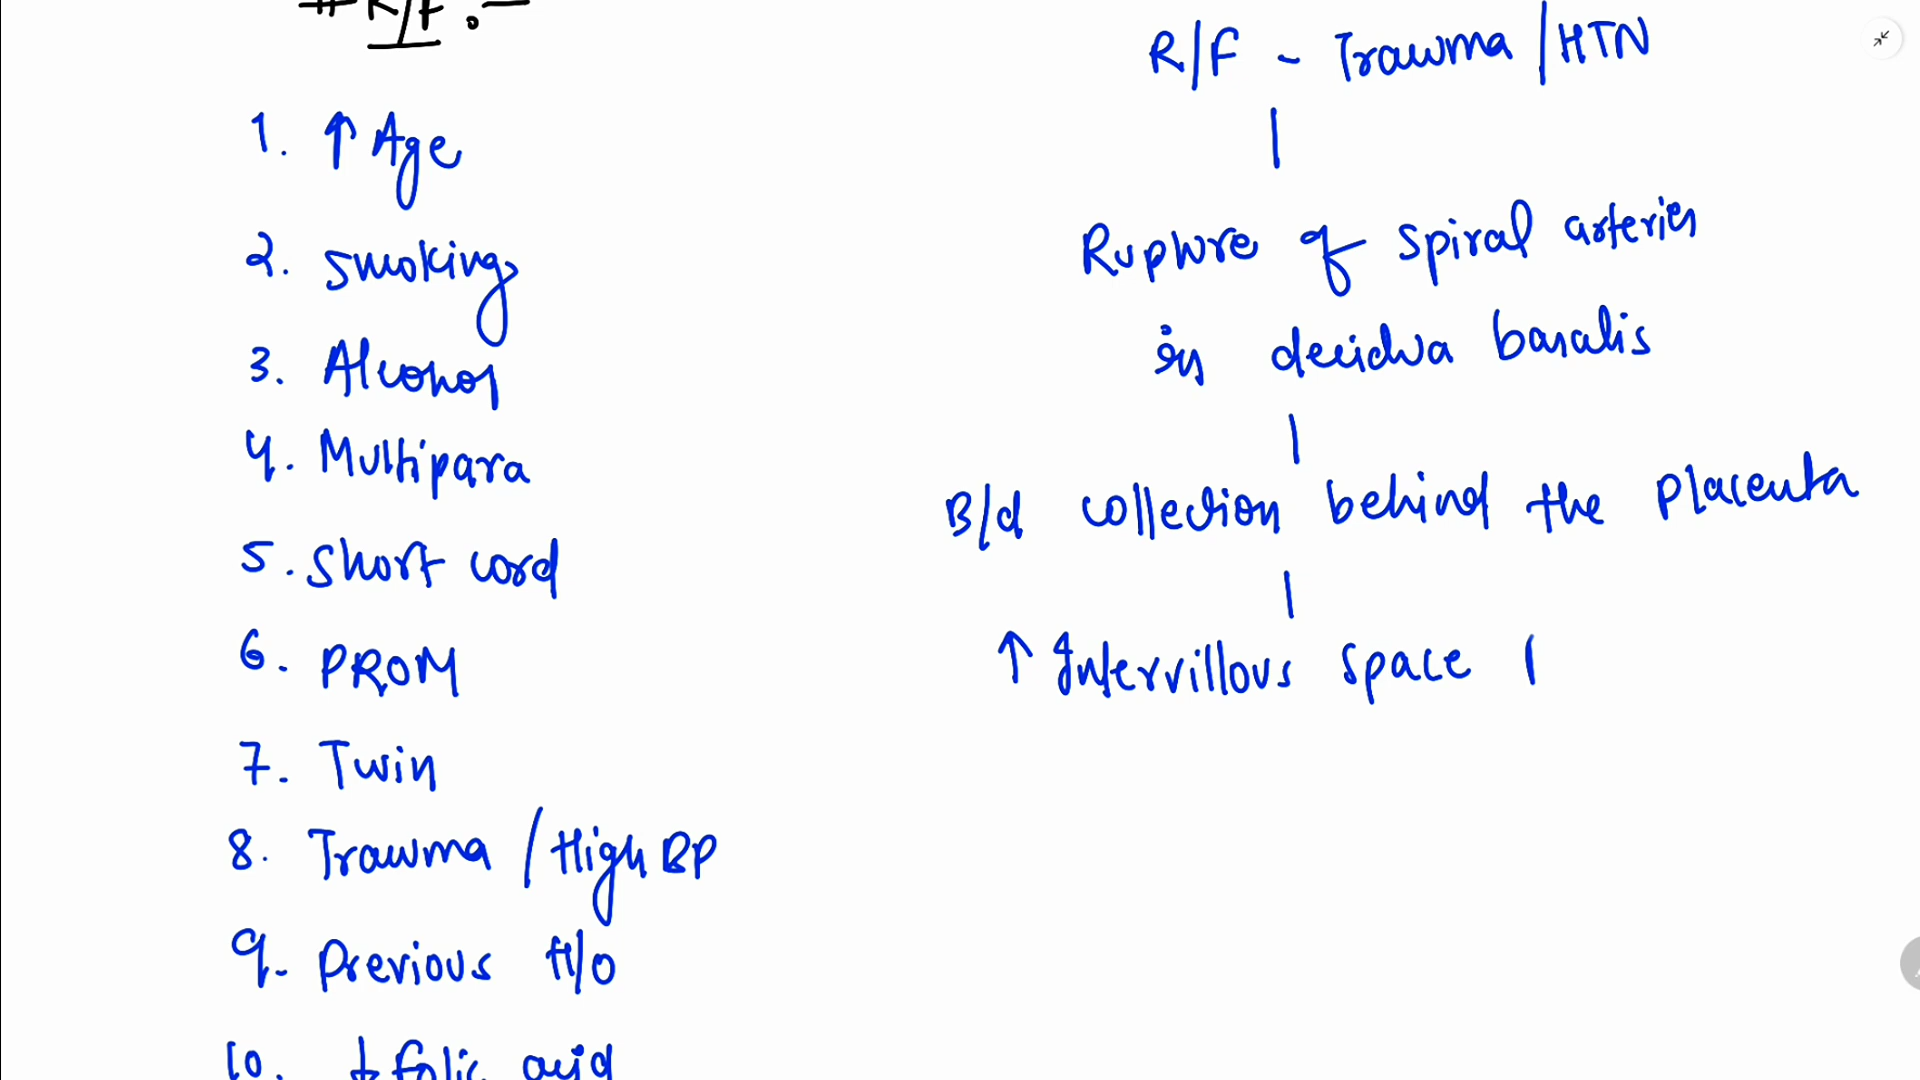 # R/F :-
1. ↑ Age
2. Smoking
3. Alcohol
4. Multipara
5. Short cord
6. PROM
7. Twin
8. Trauma / High BP
9. Previous H/O
10. ↓ folic acid
R/F - Trauma / HTN
Rupture of spiral arteries
in decidua basalis
B/d collection behind the placenta
↑ Intervillous space